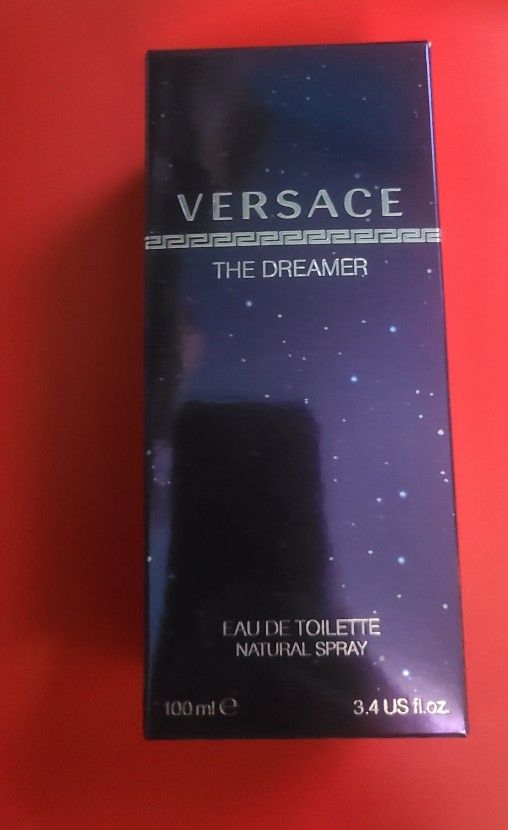 VERSACE
THE DREAMER
EAU DE TOILETTE
NATURAL SPRAY
100 ml ℮ 3.4 US fl.oz.